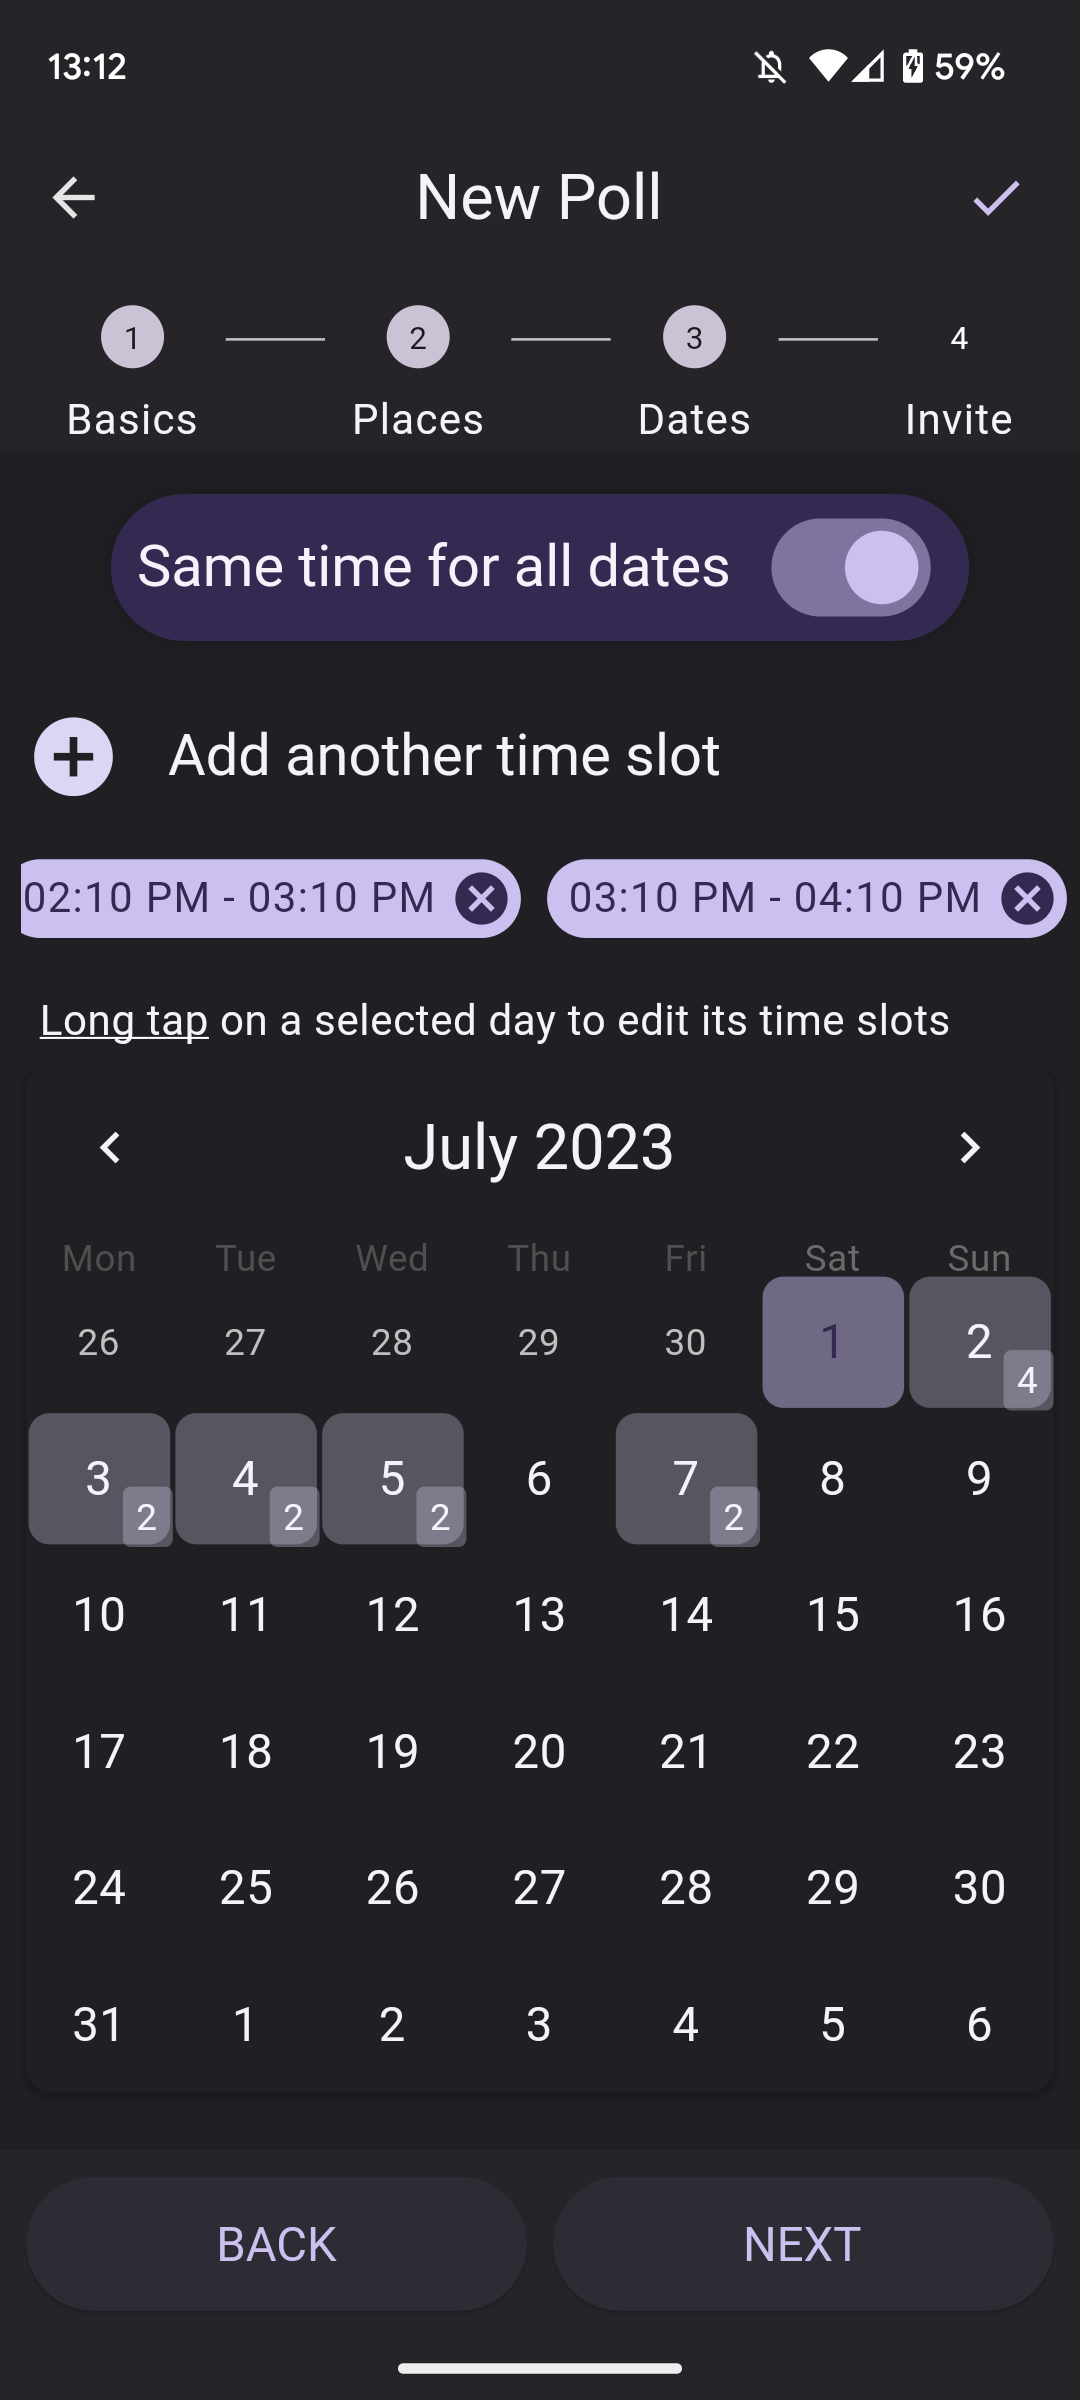 13:12 59%
New Poll
1 2 3 4
Basics Places Dates Invite
Same time for all dates
Add another time slot
02:10 PM - 03:10 PM 03:10 PM - 04:10 PM
Long tap on a selected day to edit its time slots
July 2023
Mon Tue Wed Thu Fri Sat Sun
26 27 28 29 30 1 2
4
3 4 5 6 7 8 9
2 2 2 2
10 11 12 13 14 15 16
17 18 19 20 21 22 23
24 25 26 27 28 29 30
31 1 2 3 4 5 6
BACK NEXT